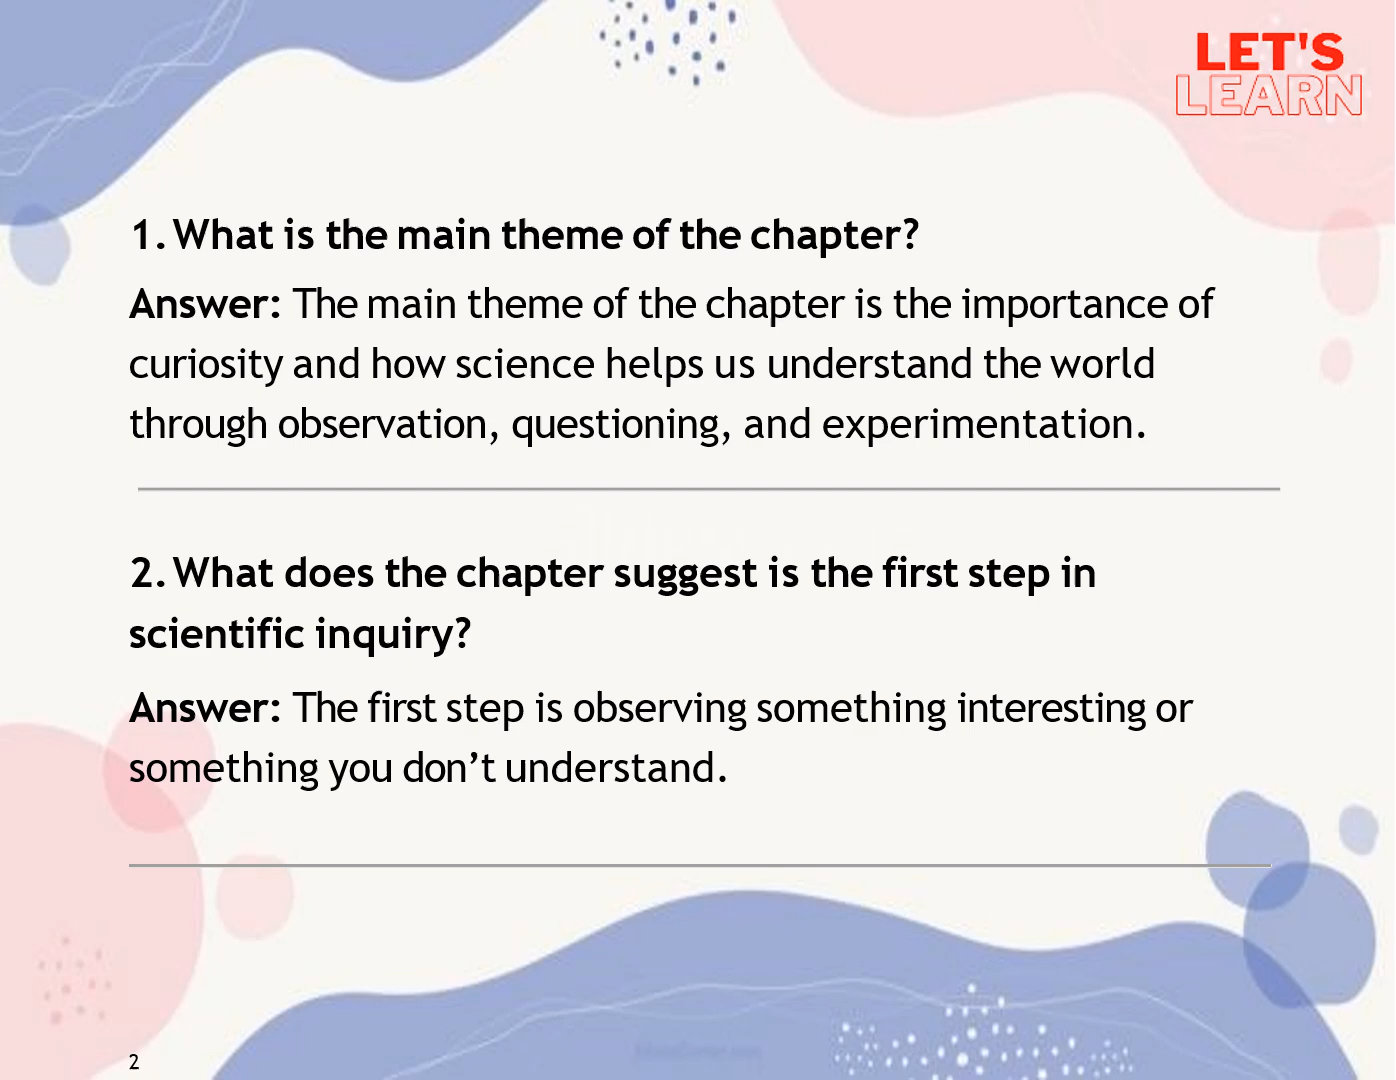 LET'S
LEARN
1. What is the main theme of the chapter?
Answer: The main theme of the chapter is the importance of
curiosity and how science helps us understand the world
through observation, questioning, and experimentation.
2. What does the chapter suggest is the first step in
scientific inquiry?
Answer: The first step is observing something interesting or
something you don’t understand.
2